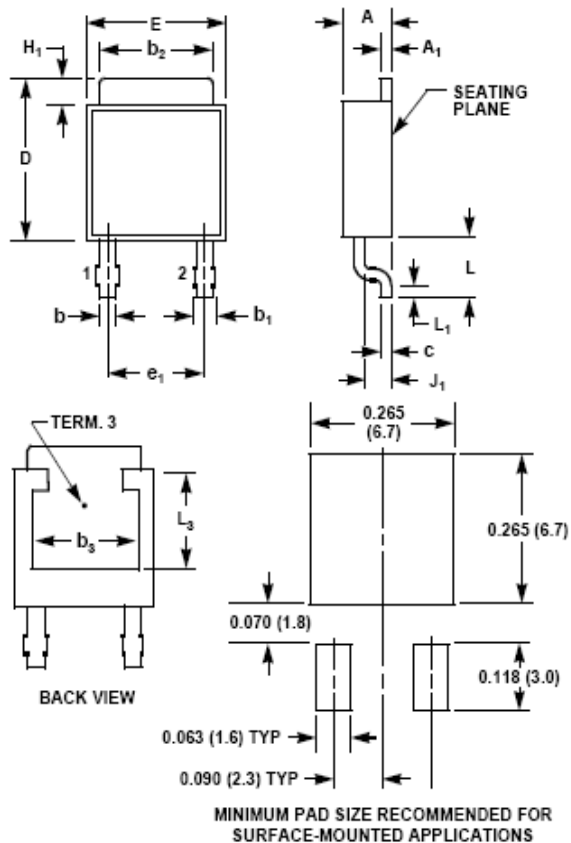 E
A
H1
b2
A1
SEATING
PLANE
D
1
2
L
b
b1
L1
e1
c
J1
TERM. 3
0.265
(6.7)
L3
b3
0.265 (6.7)
0.070 (1.8)
BACK VIEW
0.118 (3.0)
0.063 (1.6) TYP
0.090 (2.3) TYP
MINIMUM PAD SIZE RECOMMENDED FOR
SURFACE-MOUNTED APPLICATIONS